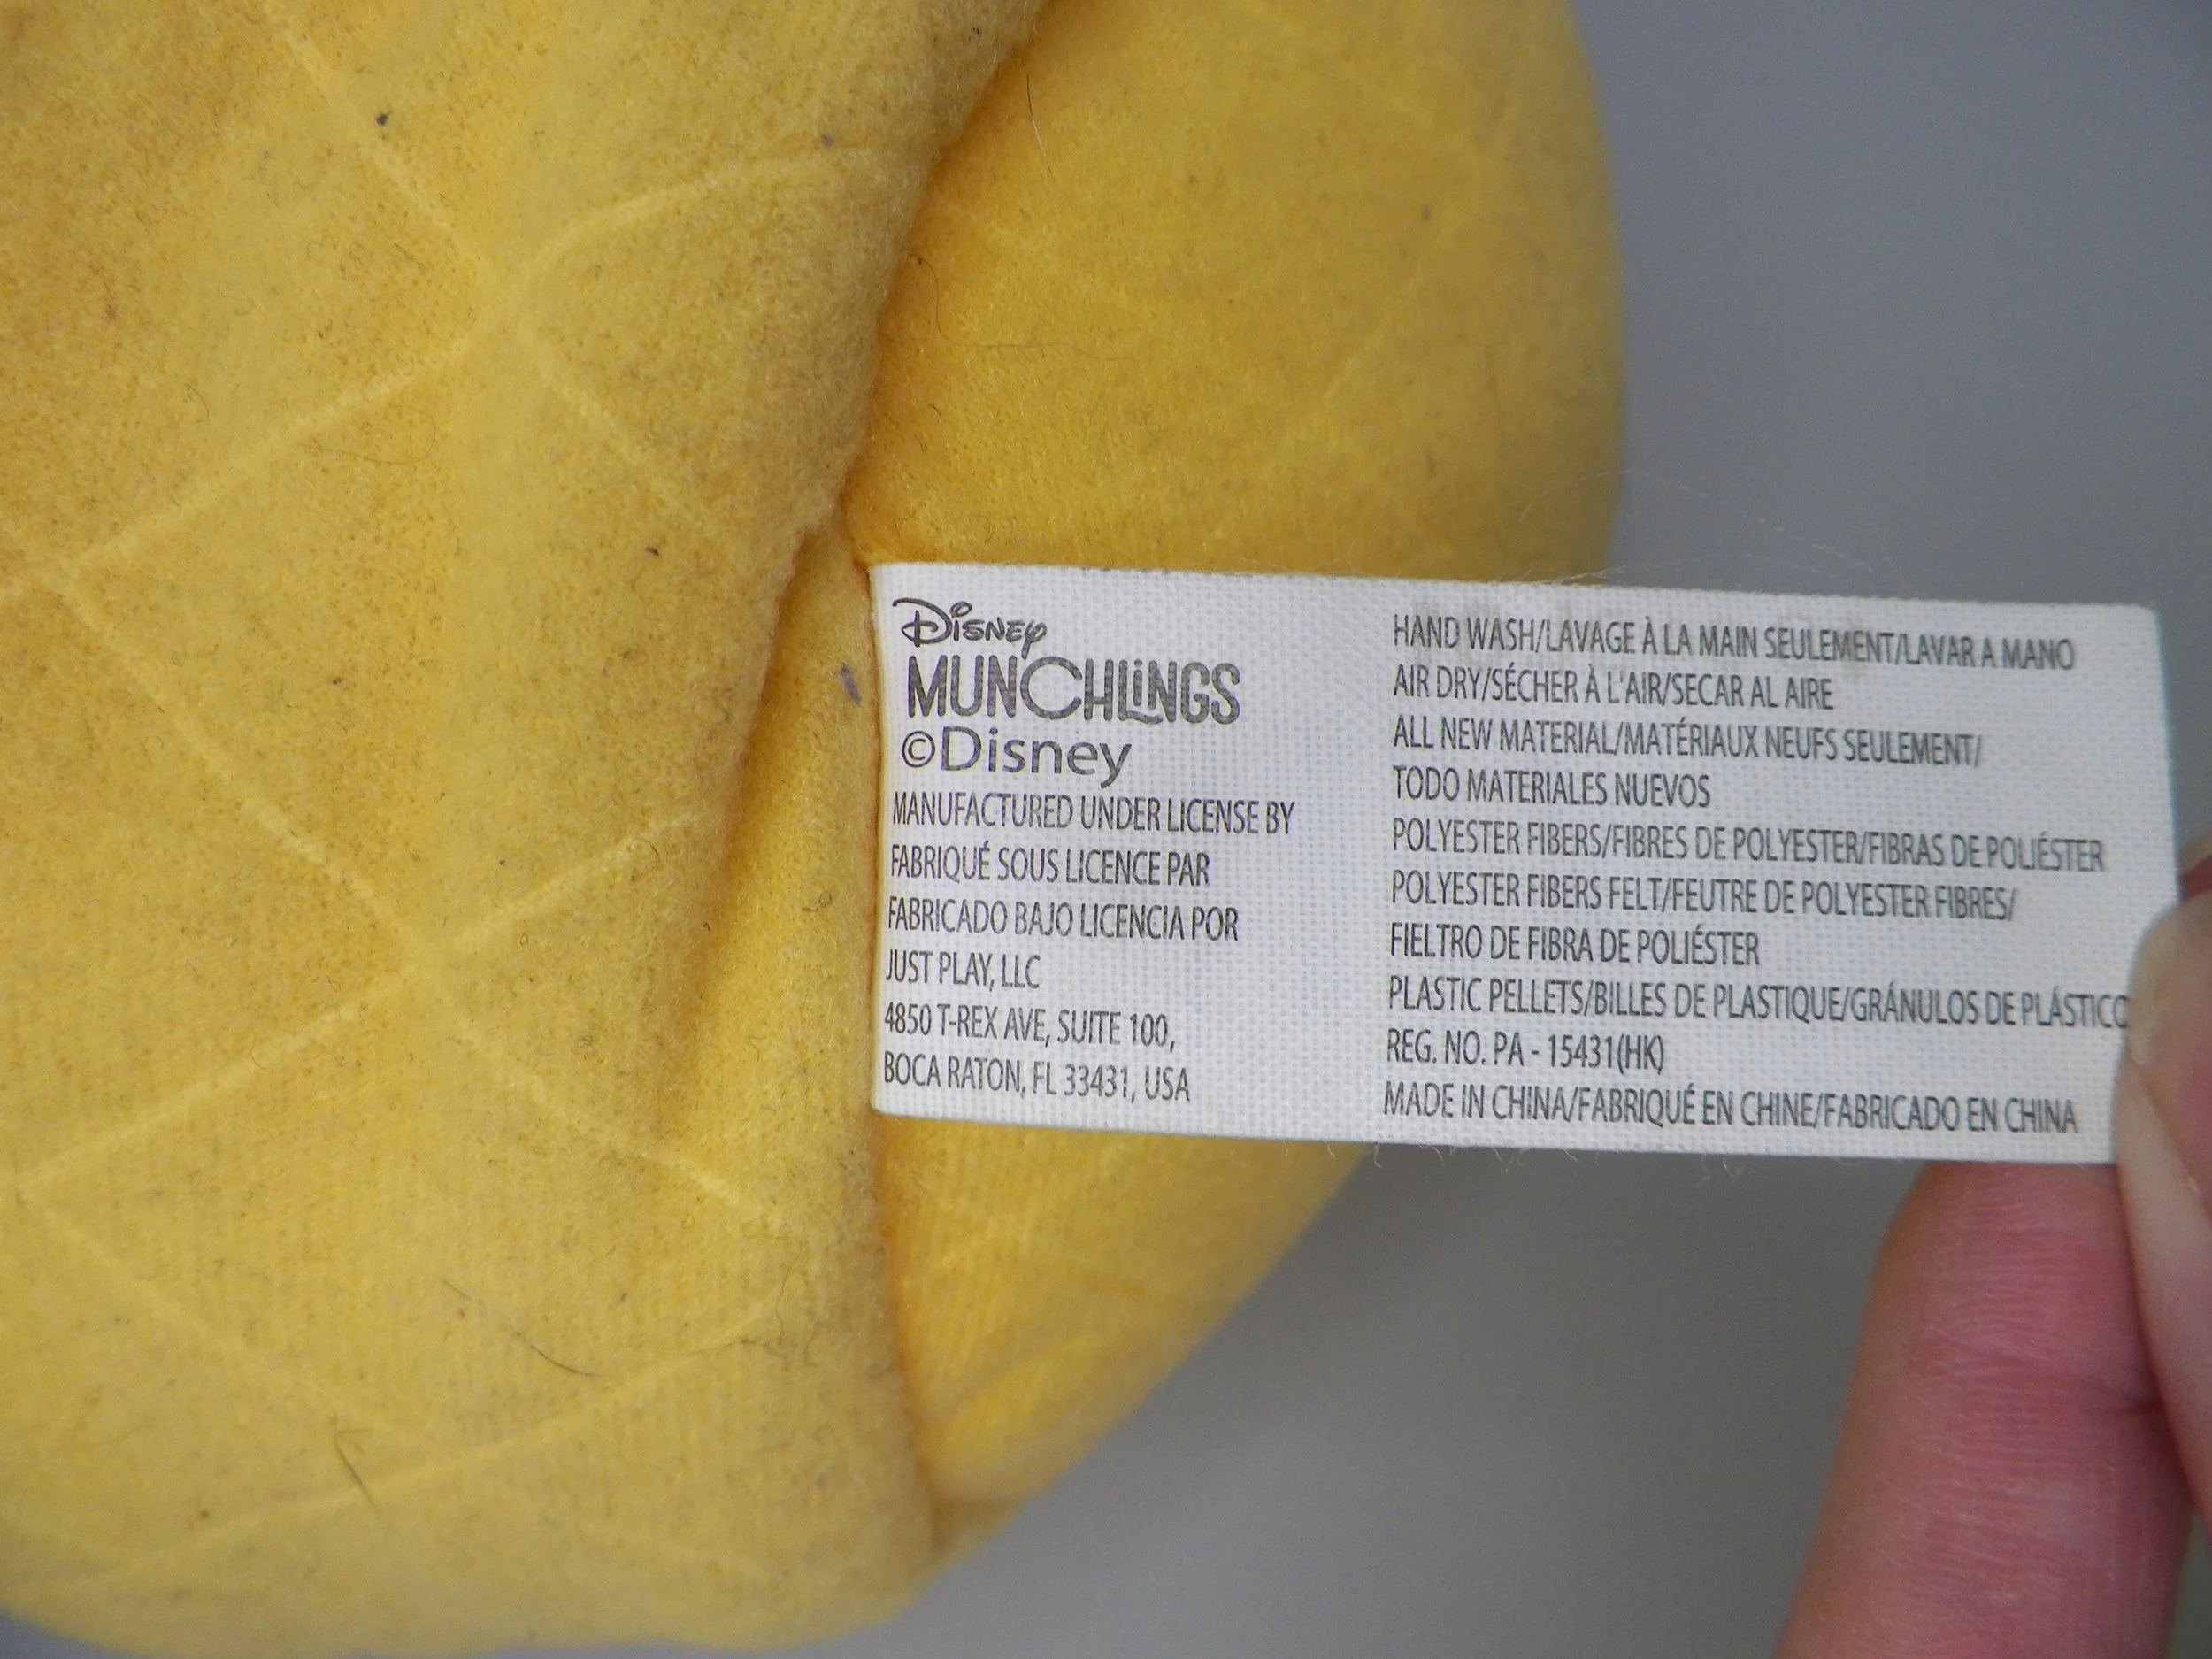 Disney
MUNCHLiNGS
©Disney
MANUFACTURED UNDER LICENSE BY
FABRIQUÉ SOUS LICENCE PAR
FABRICADO BAJO LICENCIA POR
JUST PLAY, LLC
4850 T-REX AVE, SUITE 100,
BOCA RATON, FL 33431, USA
HAND WASH/LAVAGE À LA MAIN SEULEMENT/LAVAR A MANO
AIR DRY/SÉCHER À L'AIR/SECAR AL AIRE
ALL NEW MATERIAL/MATÉRIAUX NEUFS SEULEMENT/
TODO MATERIALES NUEVOS
POLYESTER FIBERS/FIBRES DE POLYESTER/FIBRAS DE POLIÉSTER
POLYESTER FIBERS FELT/FEUTRE DE POLYESTER FIBRES/
FIELTRO DE FIBRA DE POLIÉSTER
PLASTIC PELLETS/BILLES DE PLASTIQUE/GRÁNULOS DE PLÁSTICO
REG. NO. PA - 15431(HK)
MADE IN CHINA/FABRIQUÉ EN CHINE/FABRICADO EN CHINA